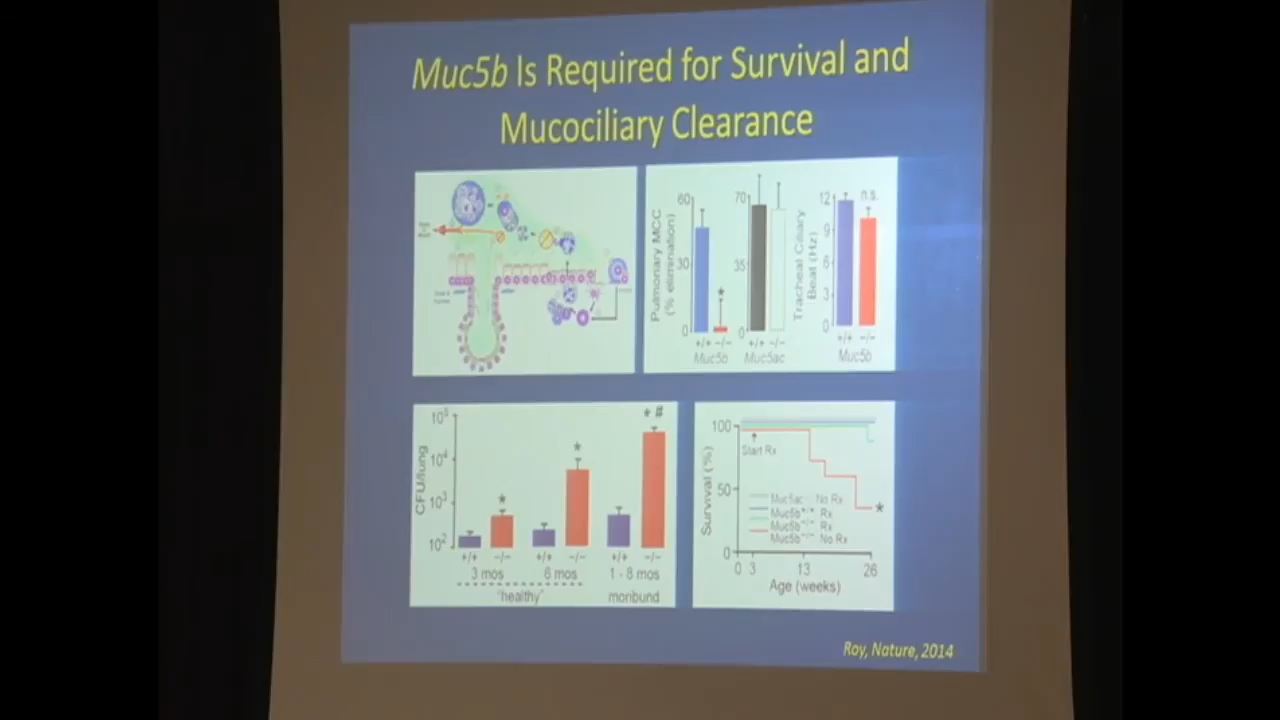 Muc5b Is Required for Survival and
Mucociliary Clearance
Pulmonary MCC
(% elimination)
60
30
0
*
+/+ −/−
Muc5b
70
35
0
+/+ −/−
Muc5ac
Tracheal Ciliary
Beat (Hz)
12
9
6
3
0
n.s.
+/+ −/−
Muc5b
CFU/lung
10⁵
10⁴
10³
10²
*
*
* #
+/+ −/− +/+ −/− +/+ −/−
3 mos 6 mos 1 - 8 mos
"healthy" moribund
Survival (%)
100
50
0
Start Rx
Muc5ac No Rx
Muc5b⁺/⁺ Rx
Muc5b⁻/⁻ Rx
Muc5b⁻/⁻ No Rx
*
0 3 13 26
Age (weeks)
Roy, Nature, 2014